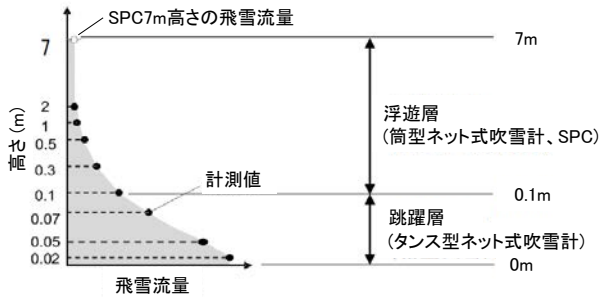 SPC7m高さの飛雪流量
7
7m
2
1
0.5
0.3
0.1
0.07
0.05
0.02
高さ(m)
浮遊層
(筒型ネット式吹雪計、SPC)
計測値
0.1m
跳躍層
(タンス型ネット式吹雪計)
0m
飛雪流量